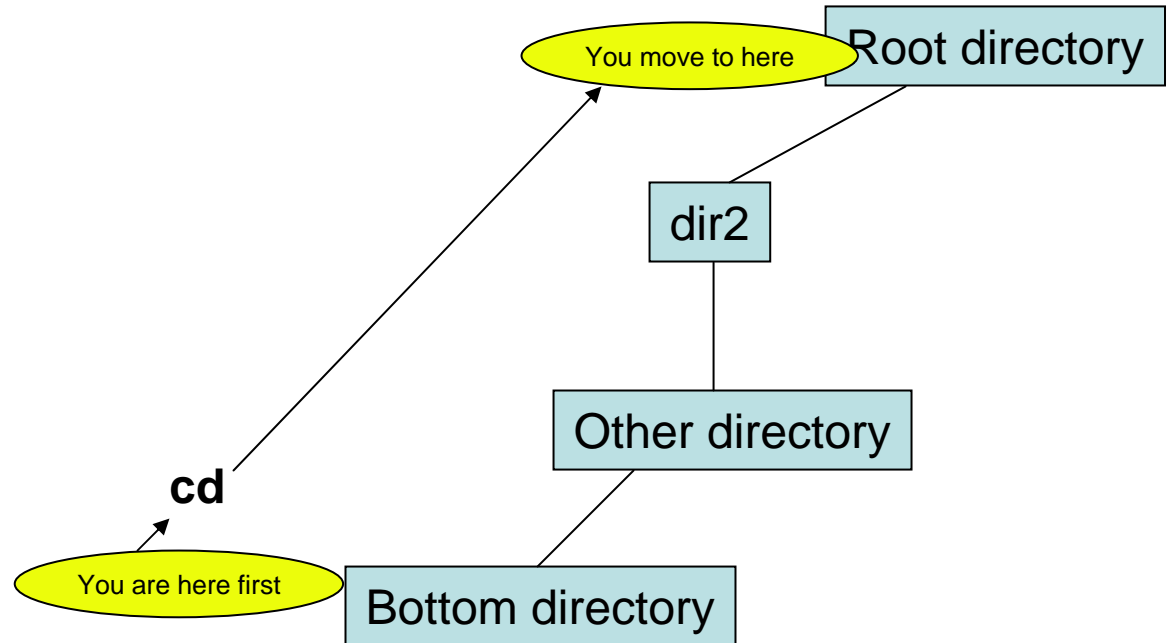 You move to here
Root directory
dir2
Other directory
cd
You are here first
Bottom directory